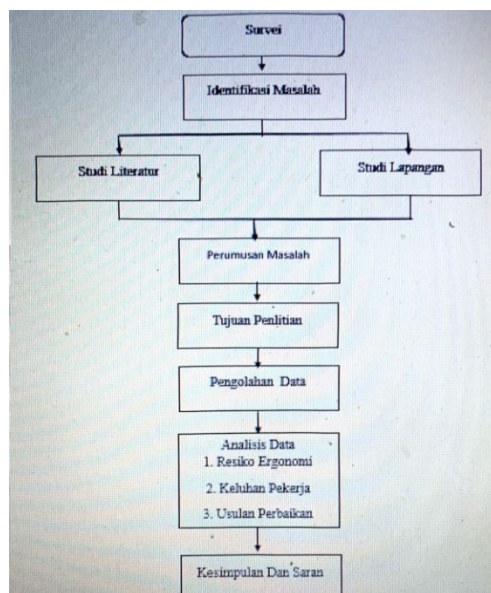 Survei
Identifikasi Masalah
Studi Literatur
Studi Lapangan
Perumusan Masalah
Tujuan Penlitian
Pengolahan Data
Analisis Data
1. Resiko Ergonomi
2. Keluhan Pekerja
3. Usulan Perbaikan
Kesimpulan Dan Saran